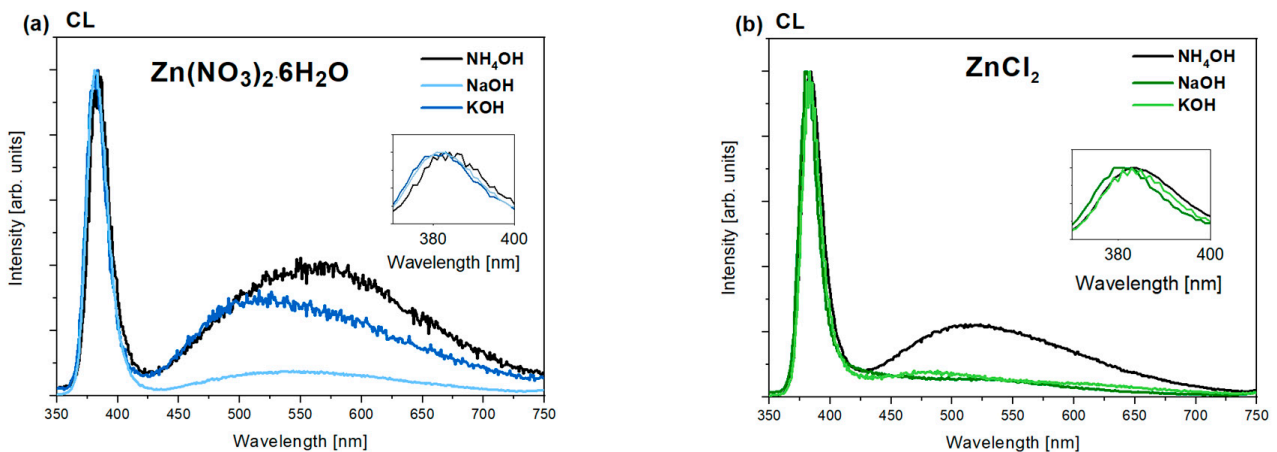 (a) CL
Zn(NO3)2·6H2O
NH4OH
NaOH
KOH
Intensity [arb. units]
380 400
Wavelength [nm]
350 400 450 500 550 600 650 700 750
Wavelength [nm]
(b) CL
ZnCl2
NH4OH
NaOH
KOH
Intensity [arb. units]
380 400
Wavelength [nm]
350 400 450 500 550 600 650 700 750
Wavelength [nm]